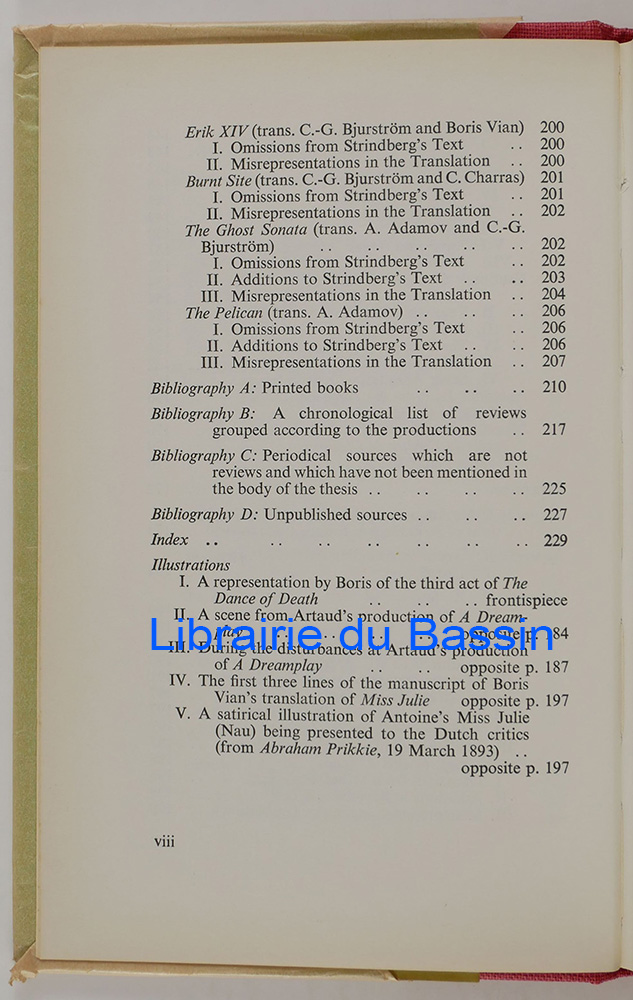 Erik XIV (trans. C.-G. Bjurström and Boris Vian) 200
I. Omissions from Strindberg's Text .. 200
II. Misrepresentations in the Translation .. 200
Burnt Site (trans. C.-G. Bjurström and C. Charras) 201
I. Omissions from Strindberg's Text .. 201
II. Misrepresentations in the Translation .. 202
The Ghost Sonata (trans. A. Adamov and C.-G.
Bjurström) .. .. .. .. .. 202
I. Omissions from Strindberg's Text .. 202
II. Additions to Strindberg's Text .. .. 203
III. Misrepresentations in the Translation .. 204
The Pelican (trans. A. Adamov) .. .. .. 206
I. Omissions from Strindberg's Text .. 206
II. Additions to Strindberg's Text .. .. 206
III. Misrepresentations in the Translation .. 207
Bibliography A: Printed books .. .. .. 210
Bibliography B: A chronological list of reviews
grouped according to the productions .. 217
Bibliography C: Periodical sources which are not
reviews and which have not been mentioned in
the body of the thesis .. .. .. .. 225
Bibliography D: Unpublished sources .. .. .. 227
Index .. .. .. .. .. .. .. 229
Illustrations
I. A representation by Boris of the third act of The
Dance of Death .. .. .. frontispiece
II. A scene from Artaud's production of A Dream-
play .. .. opposite p. 184
Librairie du Bassin
III. During the disturbances at Artaud's production
of A Dreamplay .. .. opposite p. 187
IV. The first three lines of the manuscript of Boris
Vian's translation of Miss Julie opposite p. 197
V. A satirical illustration of Antoine's Miss Julie
(Nau) being presented to the Dutch critics
(from Abraham Prikkie, 19 March 1893) ..
opposite p. 197
viii